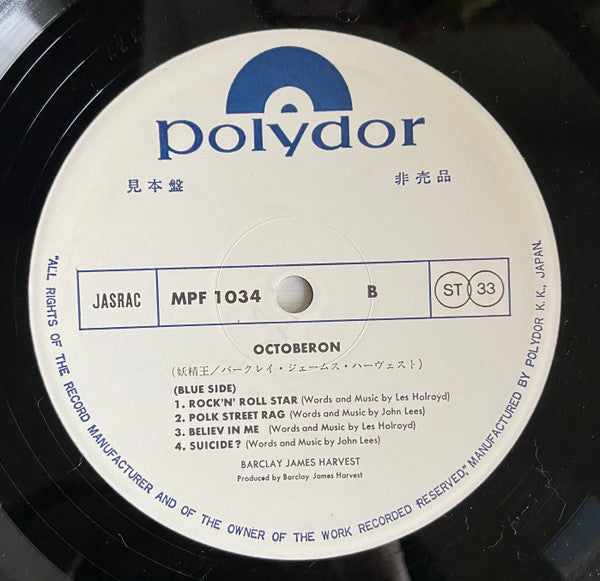 polydor
見本盤
非売品
JASRAC
MPF 1034
B
ST 33
OCTOBERON
(妖精王/バークレイ・ジェームス・ハーヴェスト)
(BLUE SIDE)
1. ROCK'N' ROLL STAR (Words and Music by Les Holroyd)
2. POLK STREET RAG (Words and Music by John Lees)
3. BELIEV IN ME (Words and Music by Les Holroyd)
4. SUICIDE? (Words and Music by John Lees)
BARCLAY JAMES HARVEST
Produced by Barclay James Harvest
"ALL RIGHTS OF THE RECORD MANUFACTURER AND OF THE OWNER OF THE WORK RECORDED RESERVED," MANUFACTURED BY POLYDOR K. K., JAPAN.